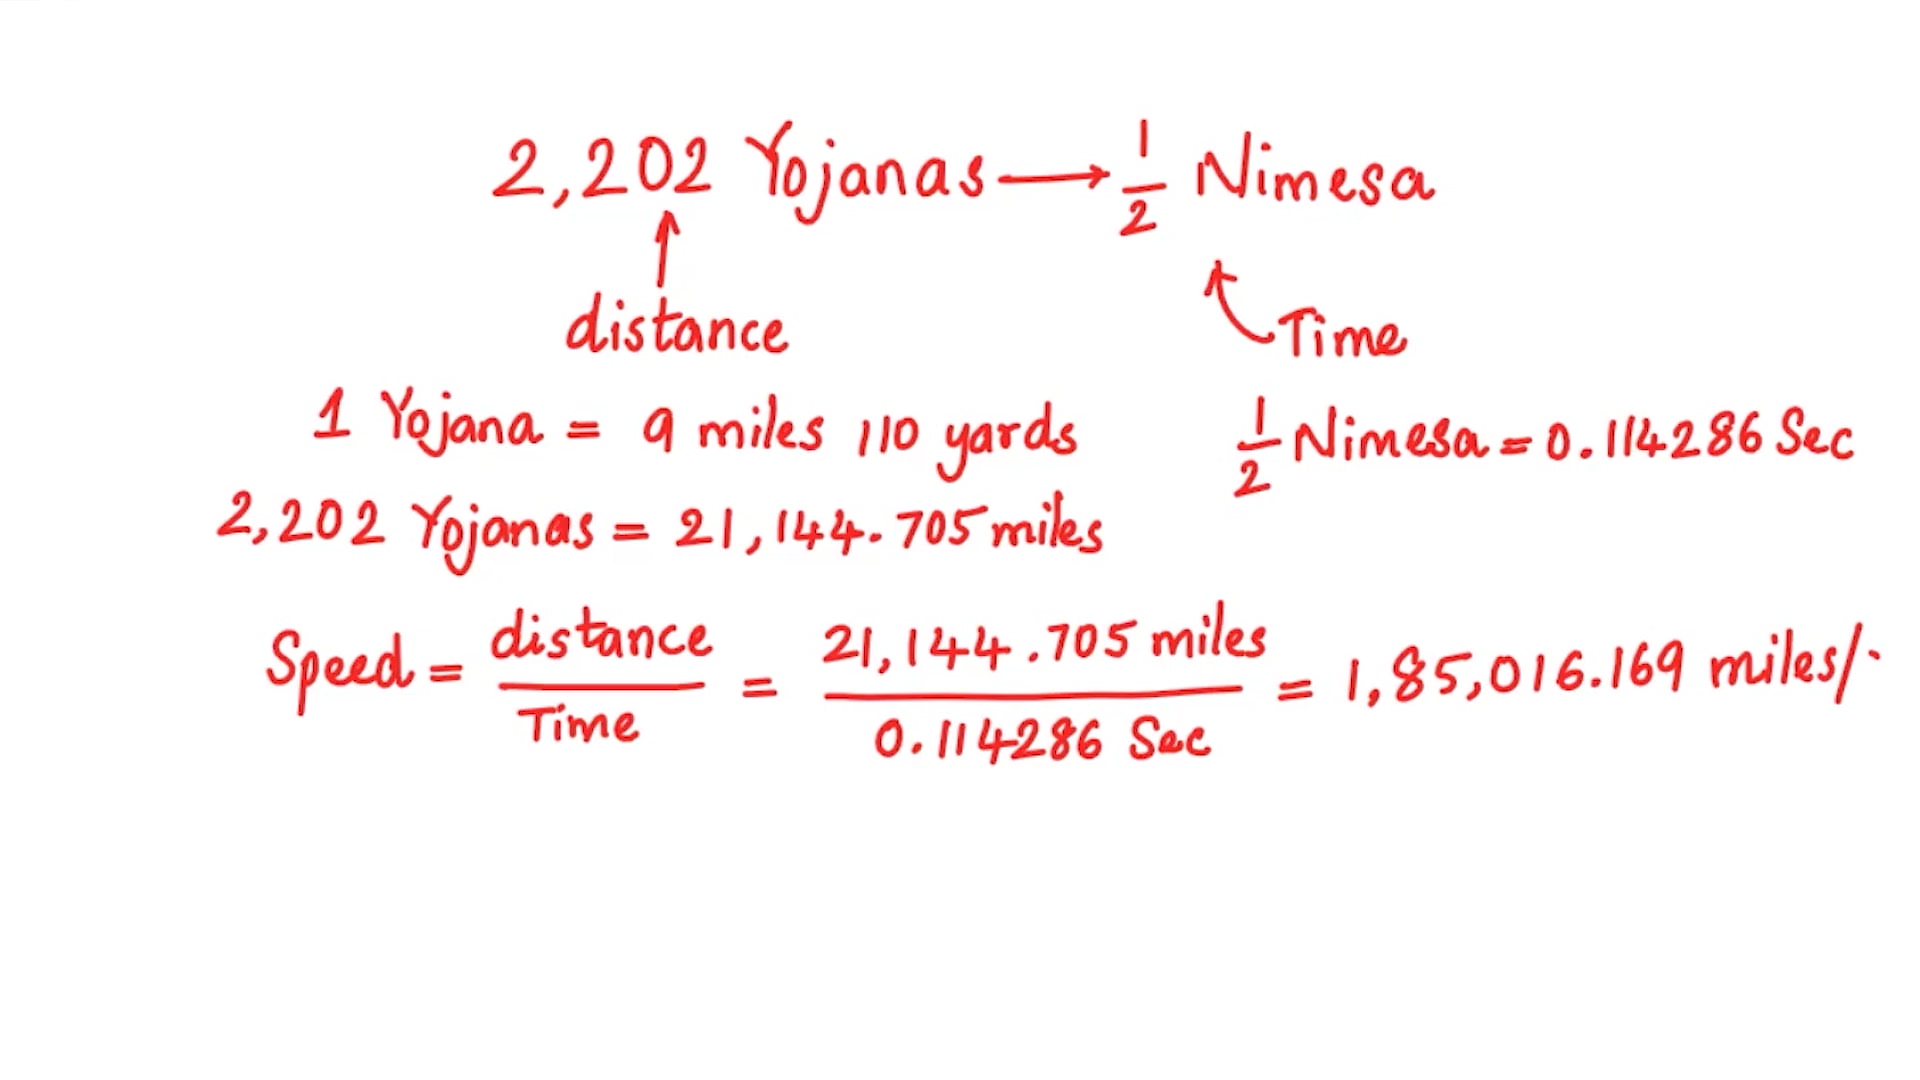 2,202 Yojanas → 1/2 Nimesa
distance
Time
1 Yojana = 9 miles 110 yards
1/2 Nimesa = 0.114286 Sec
2,202 Yojanas = 21,144.705 miles
Speed = distance / Time = 21,144.705 miles / 0.114286 Sec = 1,85,016.169 miles/